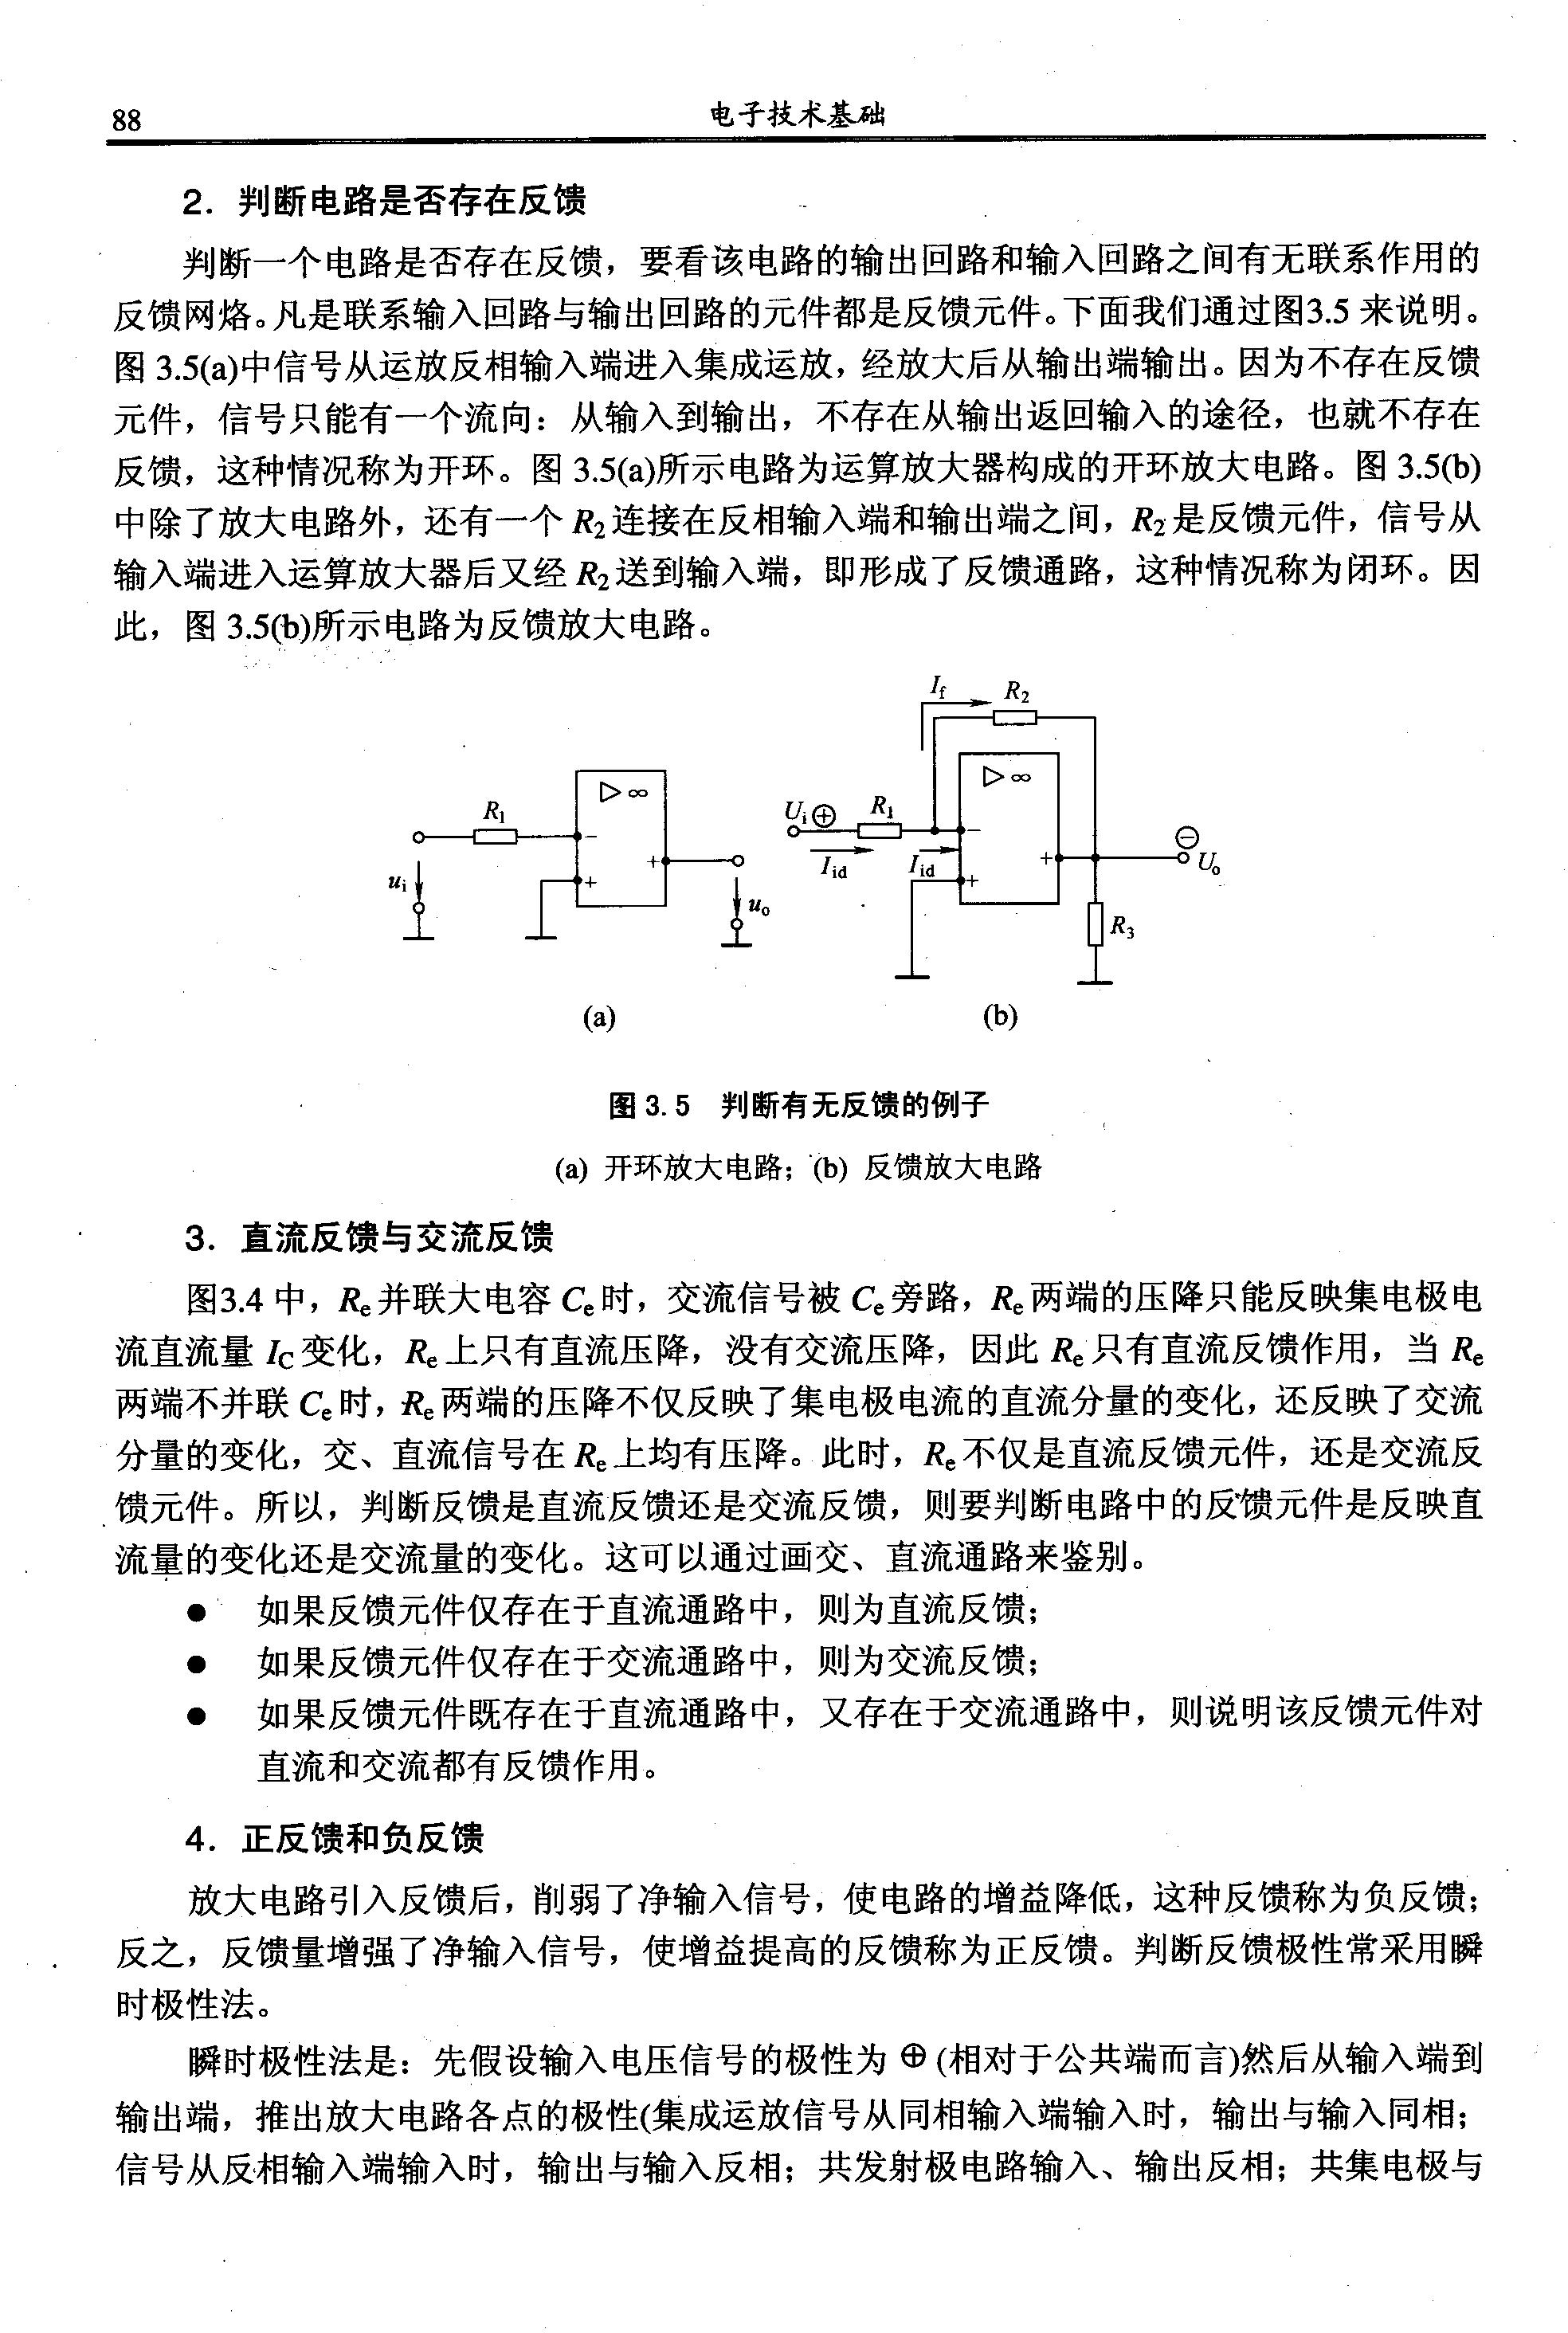 88
电子技术基础
2. 判断电路是否存在反馈
判断一个电路是否存在反馈，要看该电路的输出回路和输入回路之间有无联系作用的
反馈网烙。凡是联系输入回路与输出回路的元件都是反馈元件。下面我们通过图3.5 来说明。
图 3.5(a)中信号从运放反相输入端进入集成运放，经放大后从输出端输出。因为不存在反馈
元件，信号只能有一个流向：从输入到输出，不存在从输出返回输入的途径，也就不存在
反馈，这种情况称为开环。图 3.5(a)所示电路为运算放大器构成的开环放大电路。图 3.5(b)
中除了放大电路外，还有一个 R2 连接在反相输入端和输出端之间，R2 是反馈元件，信号从
输入端进入运算放大器后又经 R2 送到输入端，即形成了反馈通路，这种情况称为闭环。因
此，图 3.5(b)所示电路为反馈放大电路。
R1
▷∞
−
+
+
ui
uo
If
R2
Ui ⊕
R1
▷∞
−
+
+
Iid
Iid
⊖
Uo
R3
(a)
(b)
图 3.5 判断有无反馈的例子
(a) 开环放大电路；(b) 反馈放大电路
3. 直流反馈与交流反馈
图3.4 中，Re 并联大电容 Ce 时，交流信号被 Ce 旁路，Re 两端的压降只能反映集电极电
流直流量 IC 变化，Re 上只有直流压降，没有交流压降，因此 Re 只有直流反馈作用，当 Re
两端不并联 Ce 时，Re 两端的压降不仅反映了集电极电流的直流分量的变化，还反映了交流
分量的变化，交、直流信号在 Re 上均有压降。此时，Re 不仅是直流反馈元件，还是交流反
馈元件。所以，判断反馈是直流反馈还是交流反馈，则要判断电路中的反馈元件是反映直
流量的变化还是交流量的变化。这可以通过画交、直流通路来鉴别。
● 如果反馈元件仅存在于直流通路中，则为直流反馈；
● 如果反馈元件仅存在于交流通路中，则为交流反馈；
● 如果反馈元件既存在于直流通路中，又存在于交流通路中，则说明该反馈元件对
直流和交流都有反馈作用。
4. 正反馈和负反馈
放大电路引入反馈后，削弱了净输入信号，使电路的增益降低，这种反馈称为负反馈；
反之，反馈量增强了净输入信号，使增益提高的反馈称为正反馈。判断反馈极性常采用瞬
时极性法。
瞬时极性法是：先假设输入电压信号的极性为 ⊕ (相对于公共端而言)然后从输入端到
输出端，推出放大电路各点的极性(集成运放信号从同相输入端输入时，输出与输入同相；
信号从反相输入端输入时，输出与输入反相；共发射极电路输入、输出反相；共集电极与